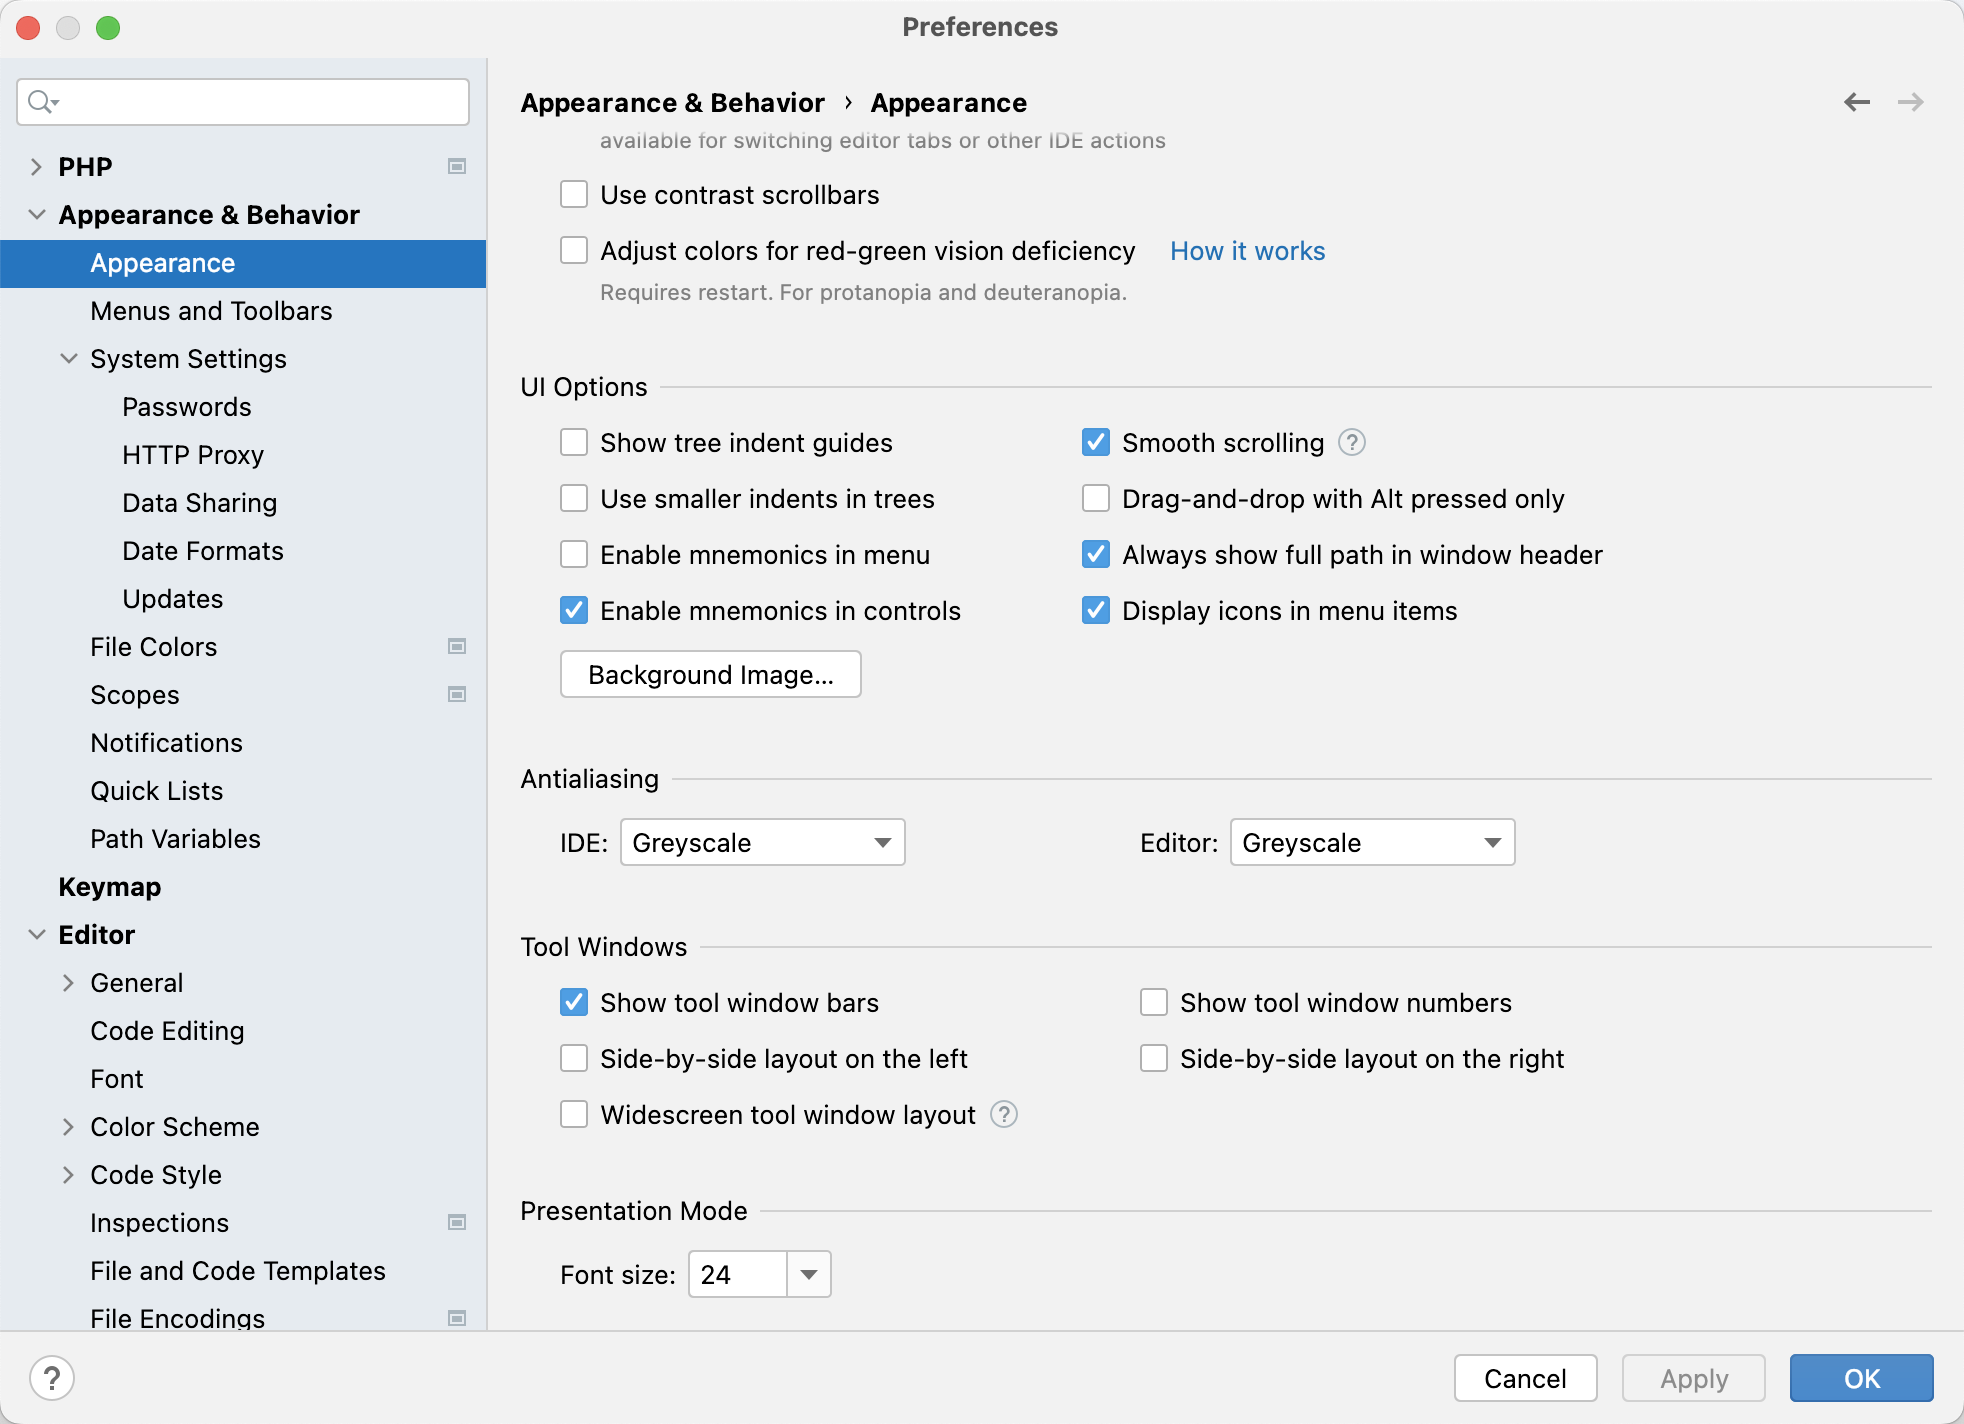 Preferences
PHP
Appearance & Behavior
Appearance
Menus and Toolbars
System Settings
Passwords
HTTP Proxy
Data Sharing
Date Formats
Updates
File Colors
Scopes
Notifications
Quick Lists
Path Variables
Keymap
Editor
General
Code Editing
Font
Color Scheme
Code Style
Inspections
File and Code Templates
File Encodings
Appearance & Behavior › Appearance
available for switching editor tabs or other IDE actions
Use contrast scrollbars
Adjust colors for red-green vision deficiency How it works
Requires restart. For protanopia and deuteranopia.
UI Options
Show tree indent guides
Smooth scrolling ?
Use smaller indents in trees
Drag-and-drop with Alt pressed only
Enable mnemonics in menu
Always show full path in window header
Enable mnemonics in controls
Display icons in menu items
Background Image...
Antialiasing
IDE: Greyscale
Editor: Greyscale
Tool Windows
Show tool window bars
Show tool window numbers
Side-by-side layout on the left
Side-by-side layout on the right
Widescreen tool window layout ?
Presentation Mode
Font size: 24
?
Cancel
Apply
OK